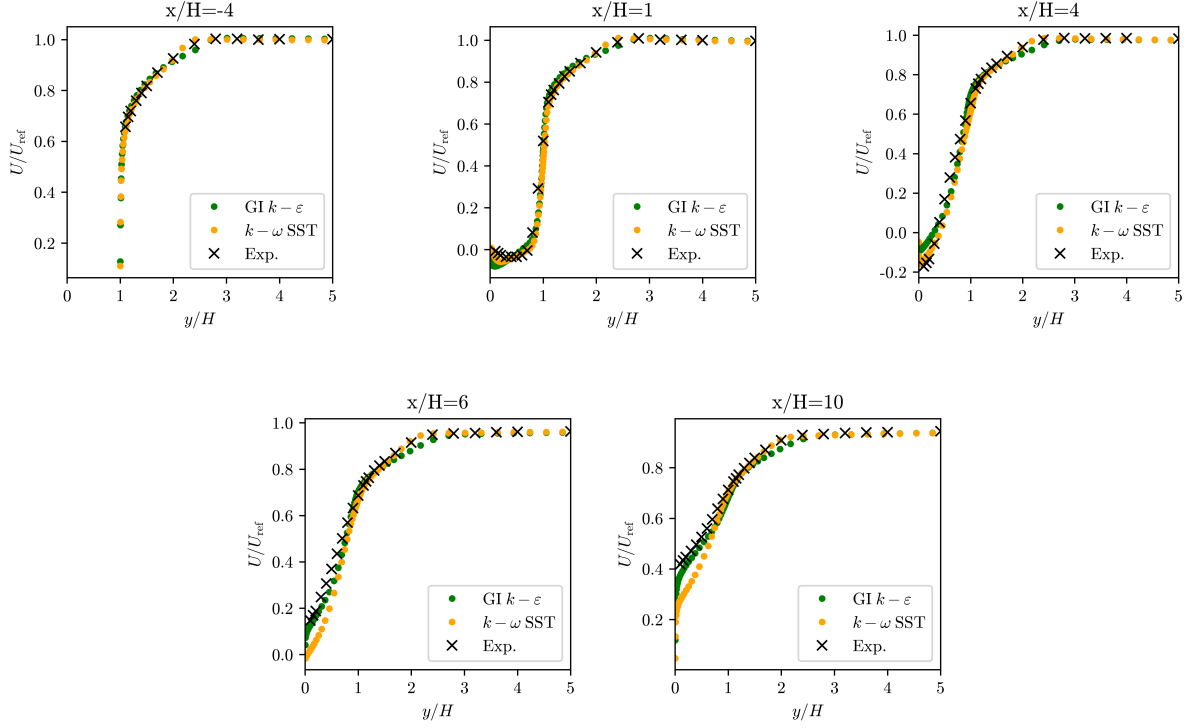 x/H=-4
x/H=1
x/H=4
1.0
0.8
0.6
0.4
0.2
U/U_ref
GI k − ε
k − ω SST
Exp.
0 1 2 3 4 5
y/H
1.0
0.8
0.6
0.4
0.2
0.0
U/U_ref
GI k − ε
k − ω SST
Exp.
0 1 2 3 4 5
y/H
1.0
0.8
0.6
0.4
0.2
0.0
-0.2
U/U_ref
GI k − ε
k − ω SST
Exp.
0 1 2 3 4 5
y/H
x/H=6
x/H=10
1.0
0.8
0.6
0.4
0.2
0.0
U/U_ref
GI k − ε
k − ω SST
Exp.
0 1 2 3 4 5
y/H
0.8
0.6
0.4
0.2
U/U_ref
GI k − ε
k − ω SST
Exp.
0 1 2 3 4 5
y/H